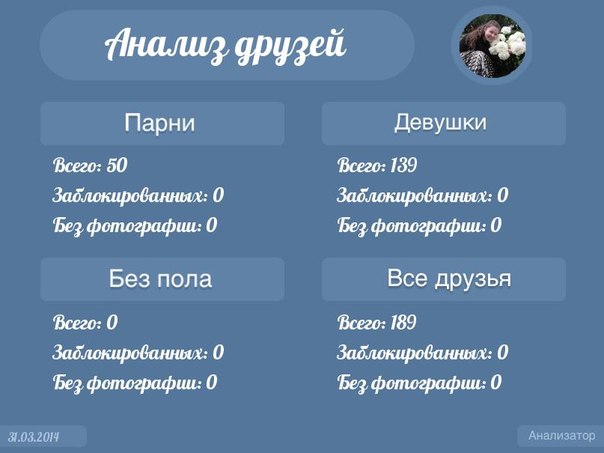 Анализ друзей
Парни
Всего: 50
Заблокированных: 0
Без фотографии: 0
Девушки
Всего: 139
Заблокированных: 0
Без фотографии: 0
Без пола
Всего: 0
Заблокированных: 0
Без фотографии: 0
Все друзья
Всего: 189
Заблокированных: 0
Без фотографии: 0
31.03.2014
Анализатор